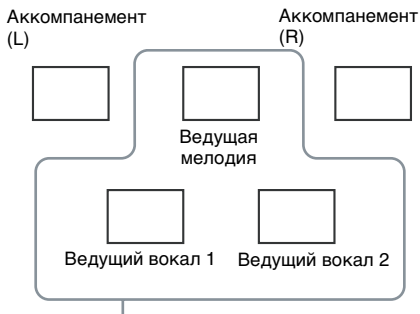 Аккомпанемент
(L)
Аккомпанемент
(R)
Ведущая
мелодия
Ведущий вокал 1
Ведущий вокал 2